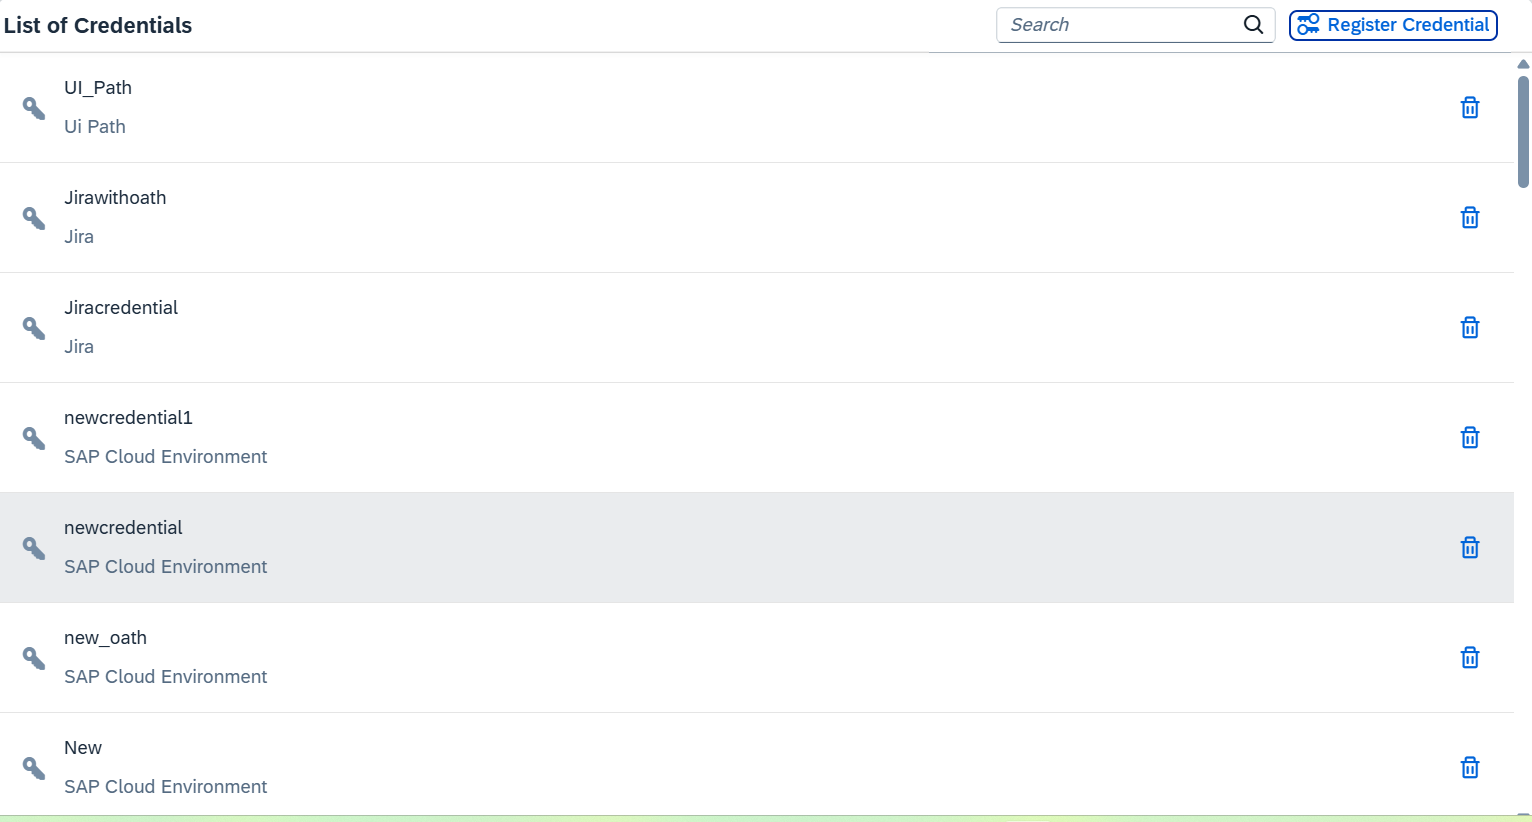 List of Credentials
Search
Register Credential
UI_Path
Ui Path
Jirawithoath
Jira
Jiracredential
Jira
newcredential1
SAP Cloud Environment
newcredential
SAP Cloud Environment
new_oath
SAP Cloud Environment
New
SAP Cloud Environment